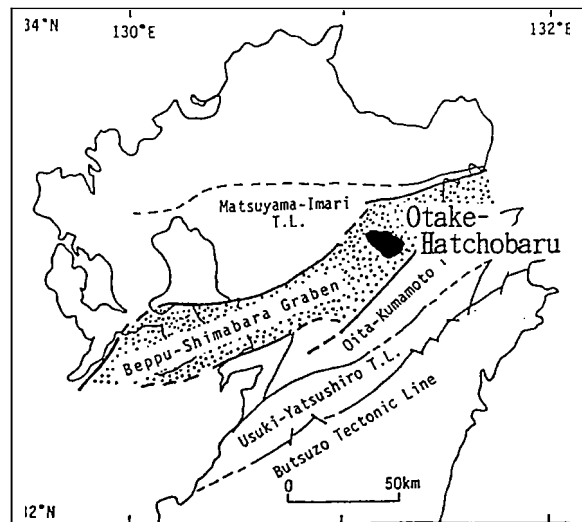 34°N
130°E
132°E
Matsuyama-Imari
T.L.
Otake-
Hatchobaru
Beppu-Shimabara Graben
Oita-Kumamoto
Usuki-Yatsushiro T.L.
Butsuzo Tectonic Line
0
50km
32°N